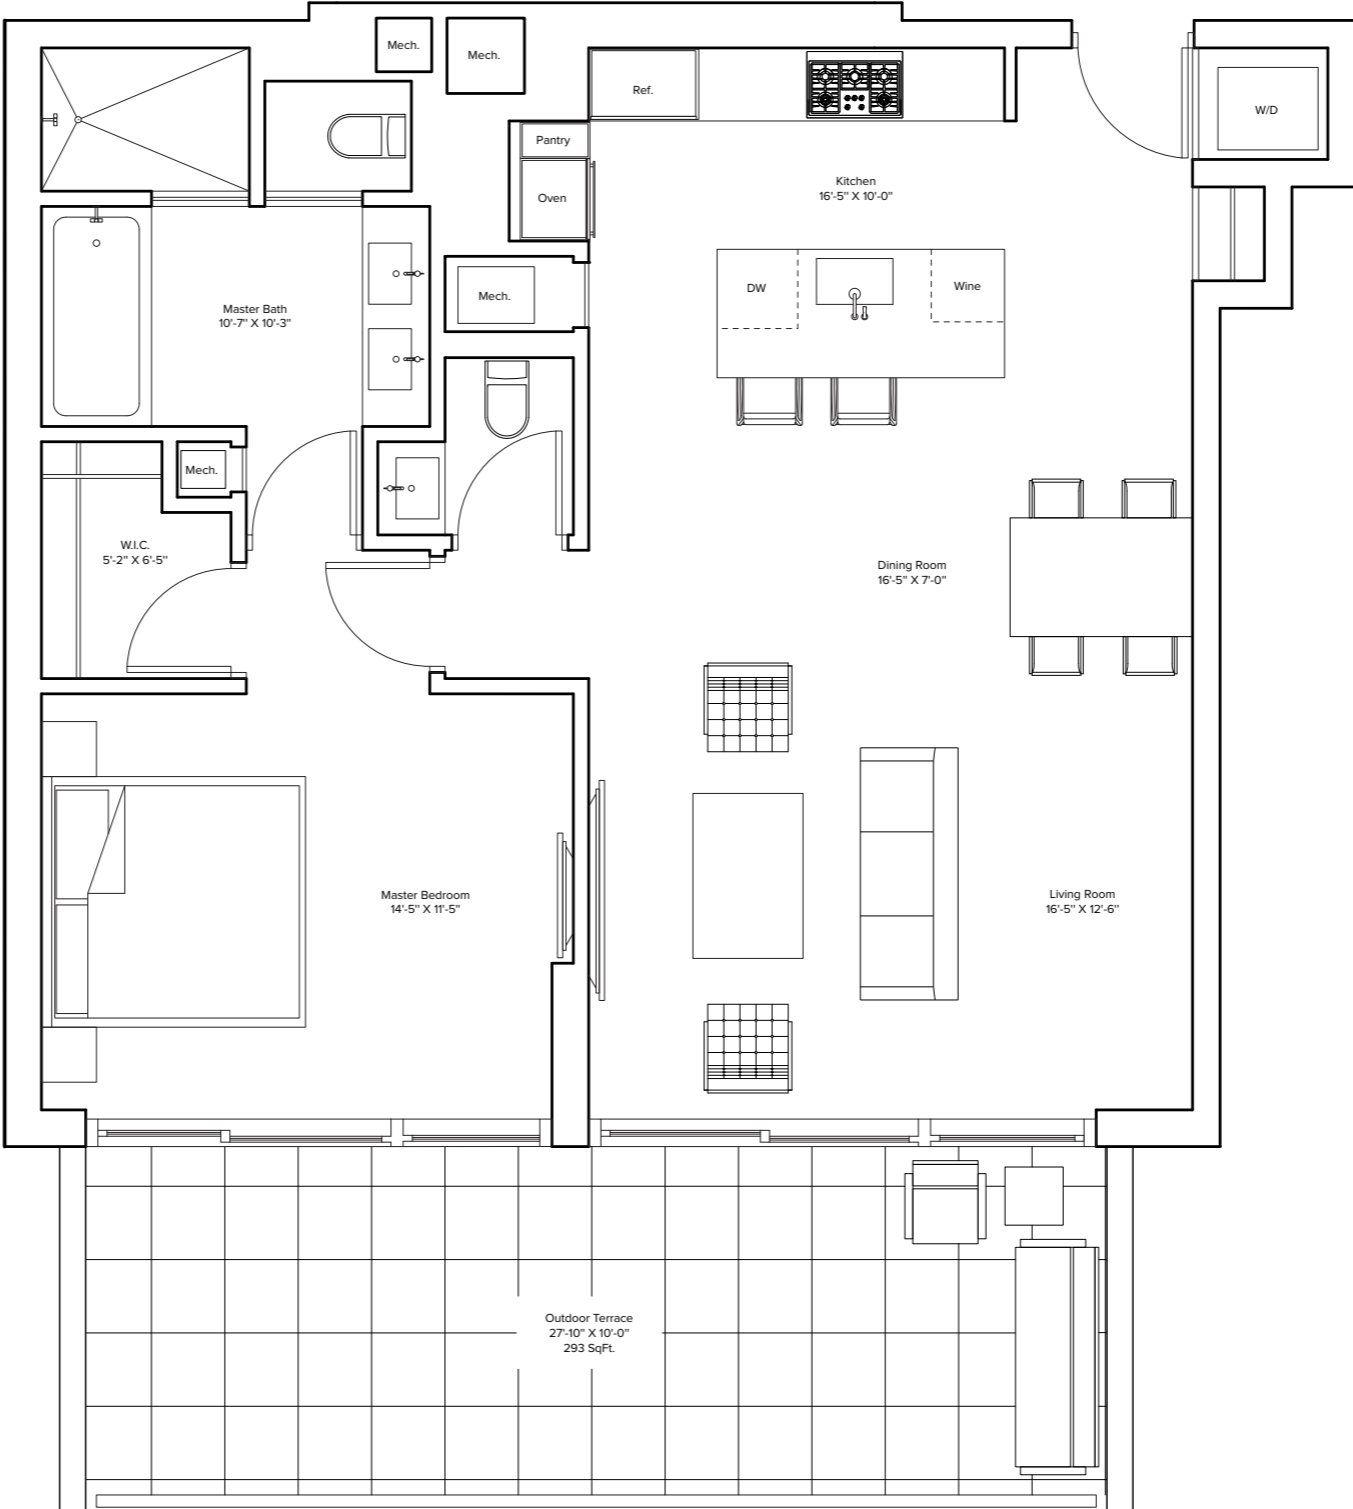 Mech.
Mech.
Ref.
W/D
Pantry
Oven
Kitchen
16'-5" X 10'-0"
DW
Wine
Mech.
Master Bath
10'-7" X 10'-3"
Mech.
W.I.C.
5'-2" X 6'-5"
Dining Room
16'-5" X 7'-0"
Master Bedroom
14'-5" X 11'-5"
Living Room
16'-5" X 12'-6"
Outdoor Terrace
27'-10" X 10'-0"
293 SqFt.